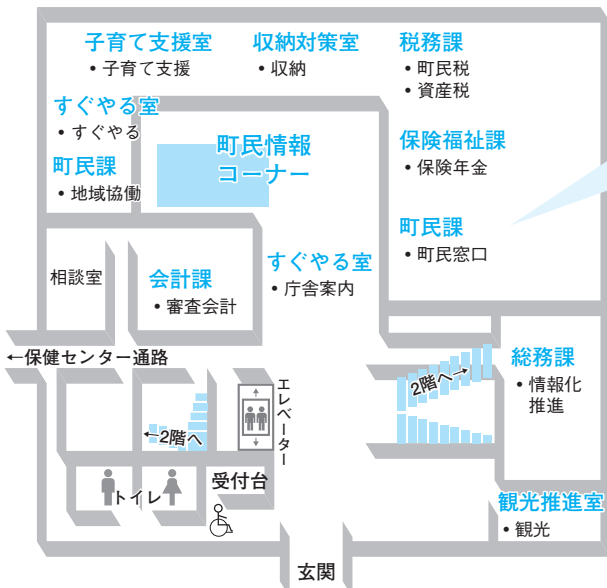 子育て支援室
・子育て支援
収納対策室
・収納
税務課
・町民税
・資産税
すぐやる室
・すぐやる
町民課
・地域協働
町民情報
コーナー
保険福祉課
・保険年金
町民課
・町民窓口
相談室
会計課
・審査会計
すぐやる室
・庁舎案内
←保健センター通路
エレベーター
2階へ→
総務課
・情報化
推進
←2階へ
トイレ
受付台
観光推進室
・観光
玄関